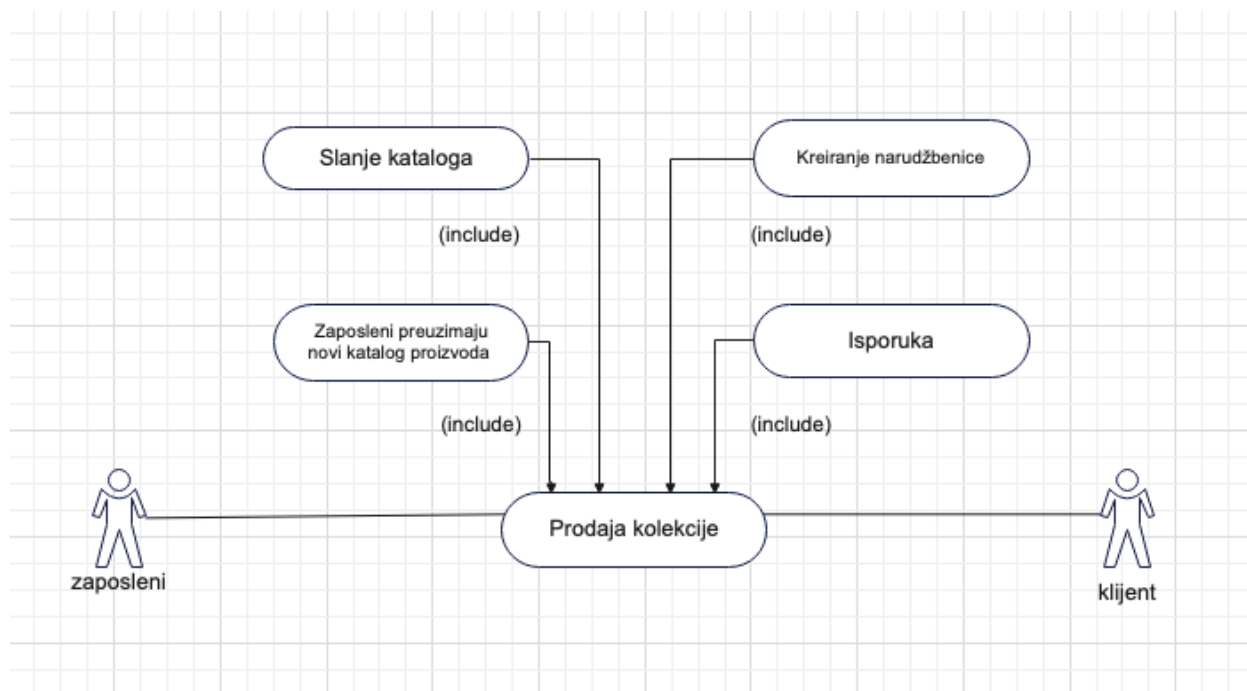 Slanje kataloga
Kreiranje narudžbenice
(include)
(include)
Zaposleni preuzimaju
novi katalog proizvoda
Isporuka
(include)
(include)
Prodaja kolekcije
zaposleni
klijent